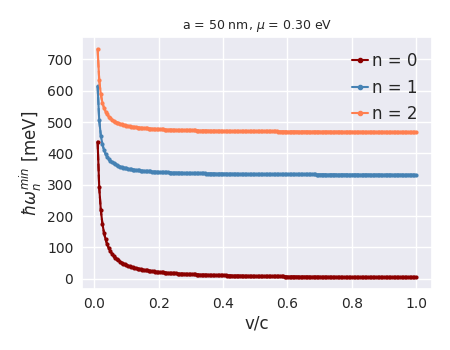 a = 50 nm, μ = 0.30 eV
700
600
500
400
300
200
100
0
ℏω_n^{min} [meV]
n = 0
n = 1
n = 2
0.0 0.2 0.4 0.6 0.8 1.0
v/c